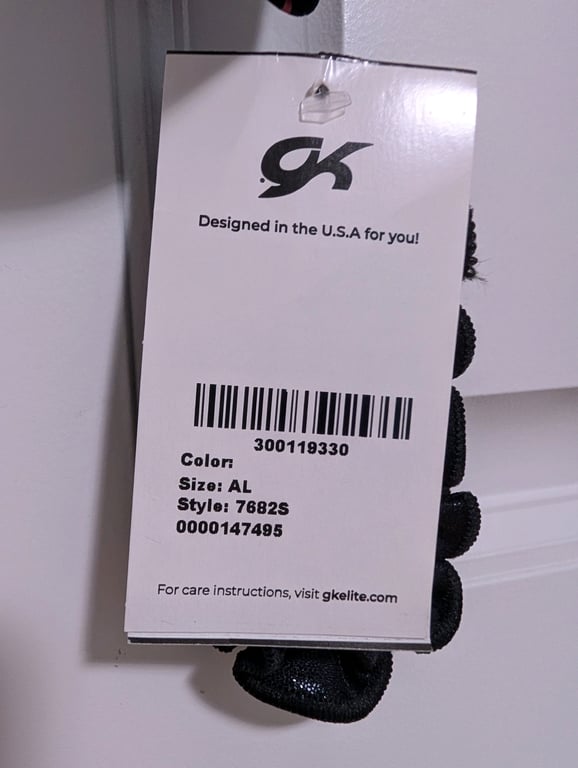 GK
Designed in the U.S.A for you!
300119330
Color:
Size: AL
Style: 7682S
0000147495
For care instructions, visit gkelite.com